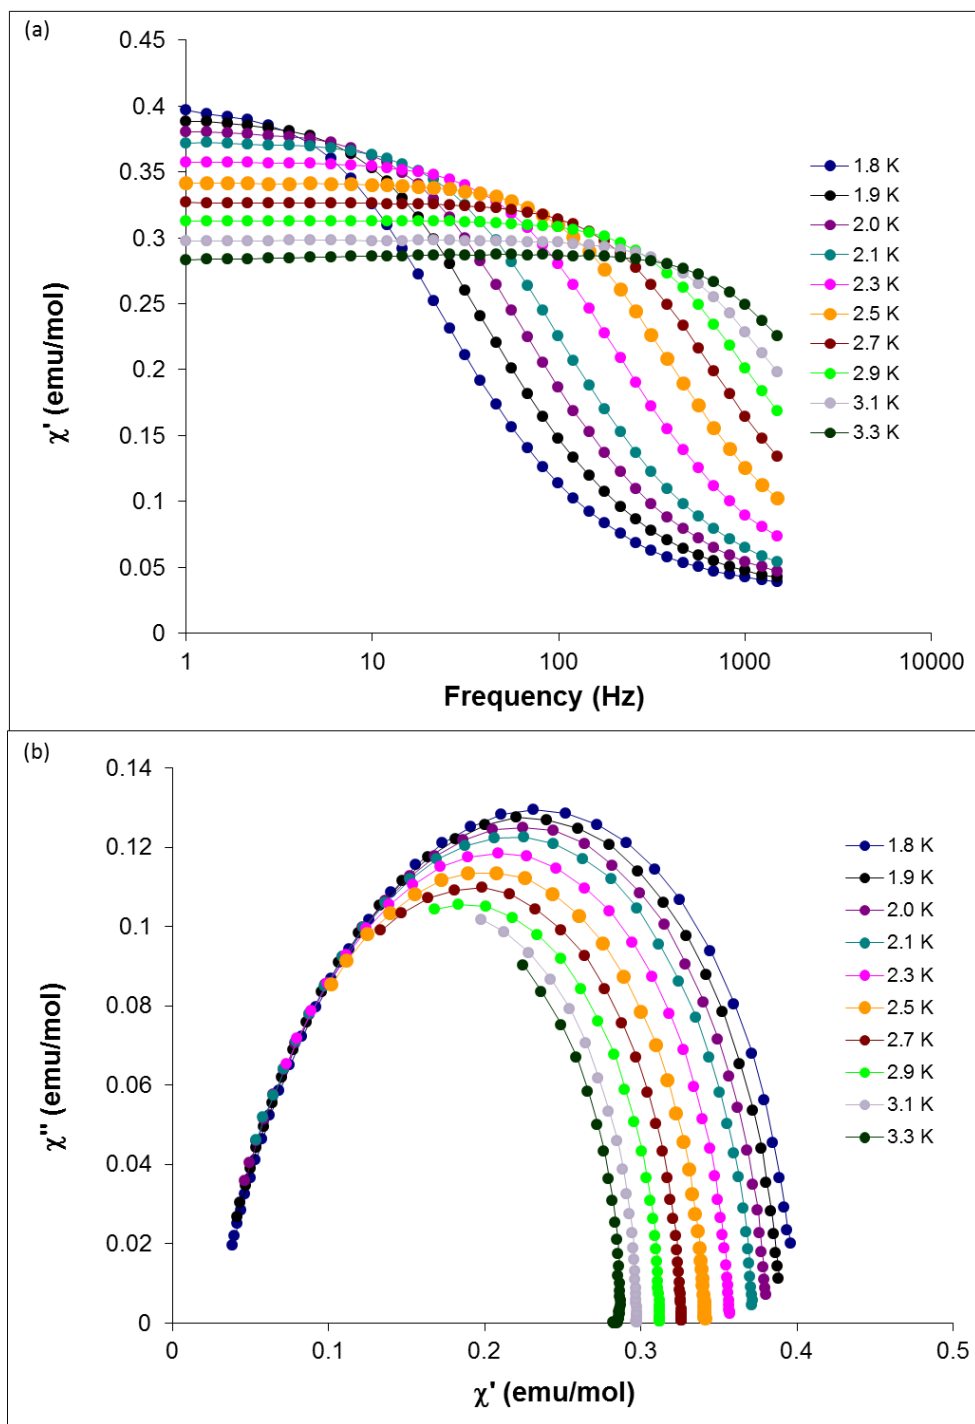 (a)
0.45
0.4
0.35
0.3
0.25
0.2
0.15
0.1
0.05
0
χ' (emu/mol)
1 10 100 1000 10000
Frequency (Hz)
1.8 K
1.9 K
2.0 K
2.1 K
2.3 K
2.5 K
2.7 K
2.9 K
3.1 K
3.3 K
(b)
0.14
0.12
0.1
0.08
0.06
0.04
0.02
0
χ'' (emu/mol)
0 0.1 0.2 0.3 0.4 0.5
χ' (emu/mol)
1.8 K
1.9 K
2.0 K
2.1 K
2.3 K
2.5 K
2.7 K
2.9 K
3.1 K
3.3 K